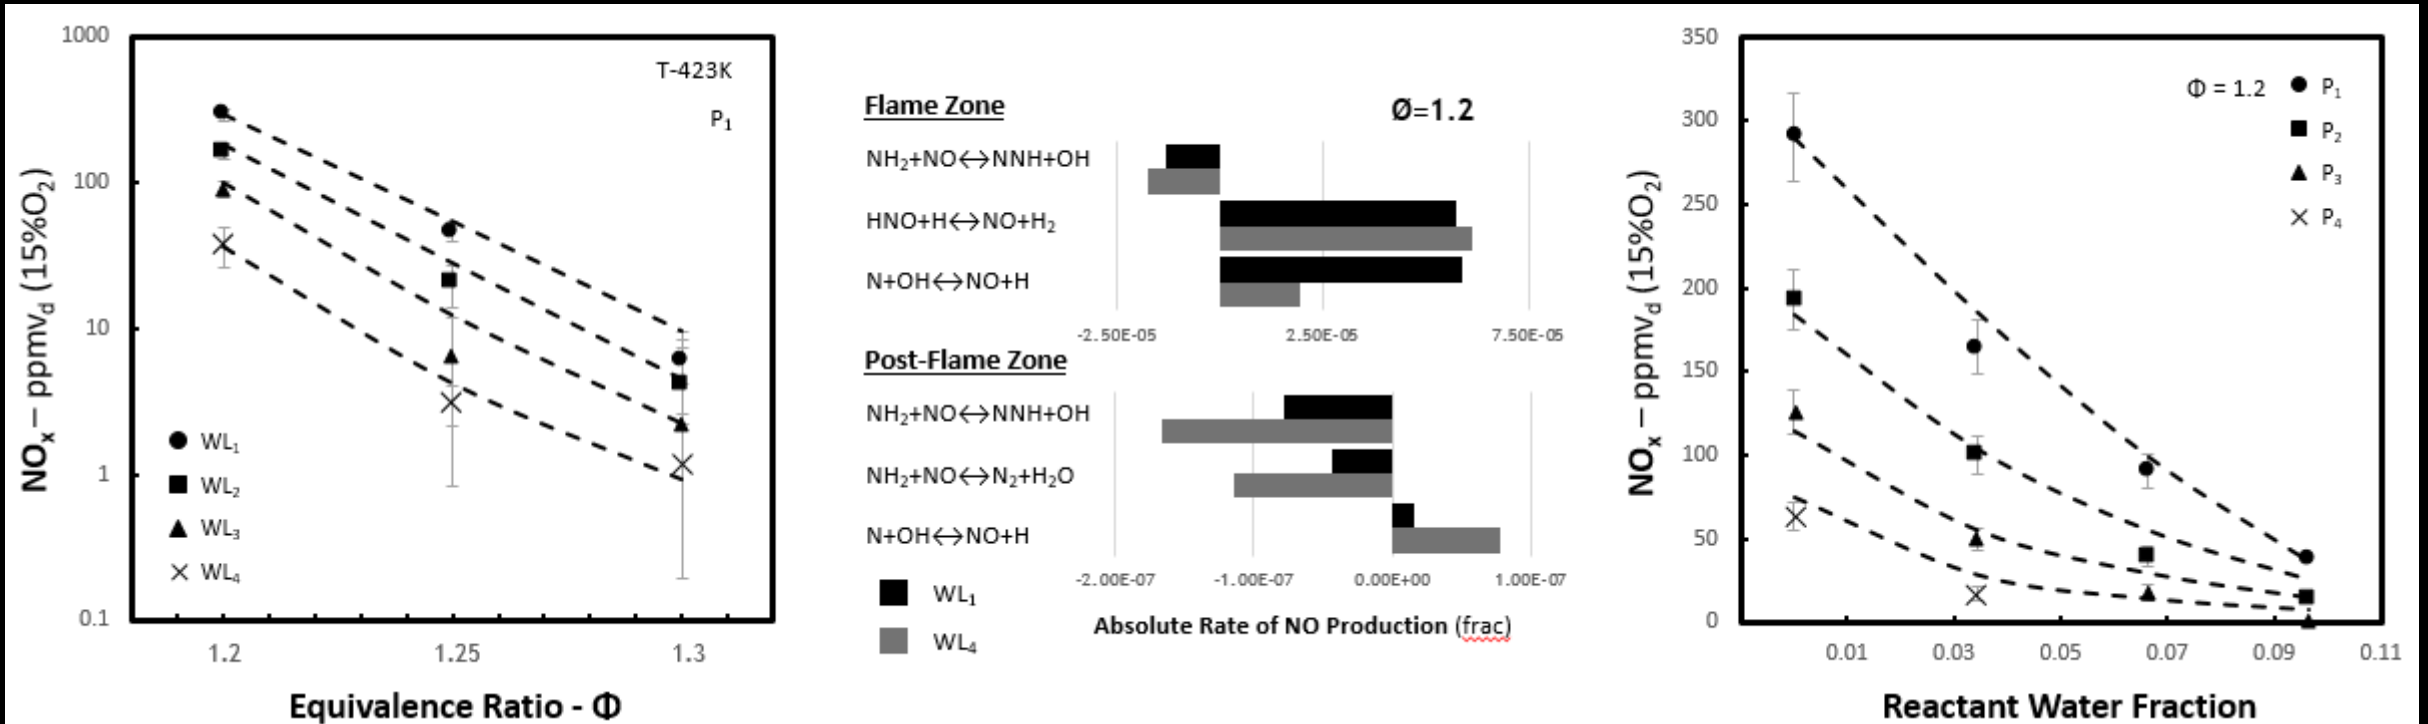 1000
100
10
1
0.1
NOx – ppmvd (15%O2)
T-423K
P1
WL1
WL2
WL3
WL4
1.2 1.25 1.3
Equivalence Ratio - Φ
Flame Zone
Ø=1.2
NH2+NO↔NNH+OH
HNO+H↔NO+H2
N+OH↔NO+H
-2.50E-05 2.50E-05 7.50E-05
Post-Flame Zone
NH2+NO↔NNH+OH
NH2+NO↔N2+H2O
N+OH↔NO+H
-2.00E-07 -1.00E-07 0.00E+00 1.00E-07
WL1
WL4
Absolute Rate of NO Production (frac)
350
300
250
200
150
100
50
0
NOx – ppmvd (15%O2)
Φ = 1.2
P1
P2
P3
P4
0.01 0.03 0.05 0.07 0.09 0.11
Reactant Water Fraction